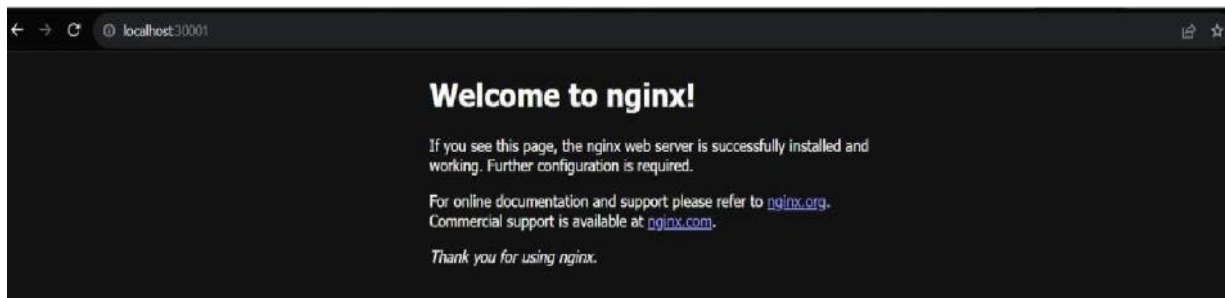 localhost:30001
Welcome to nginx!
If you see this page, the nginx web server is successfully installed and
working. Further configuration is required.
For online documentation and support please refer to nginx.org.
Commercial support is available at nginx.com.
Thank you for using nginx.